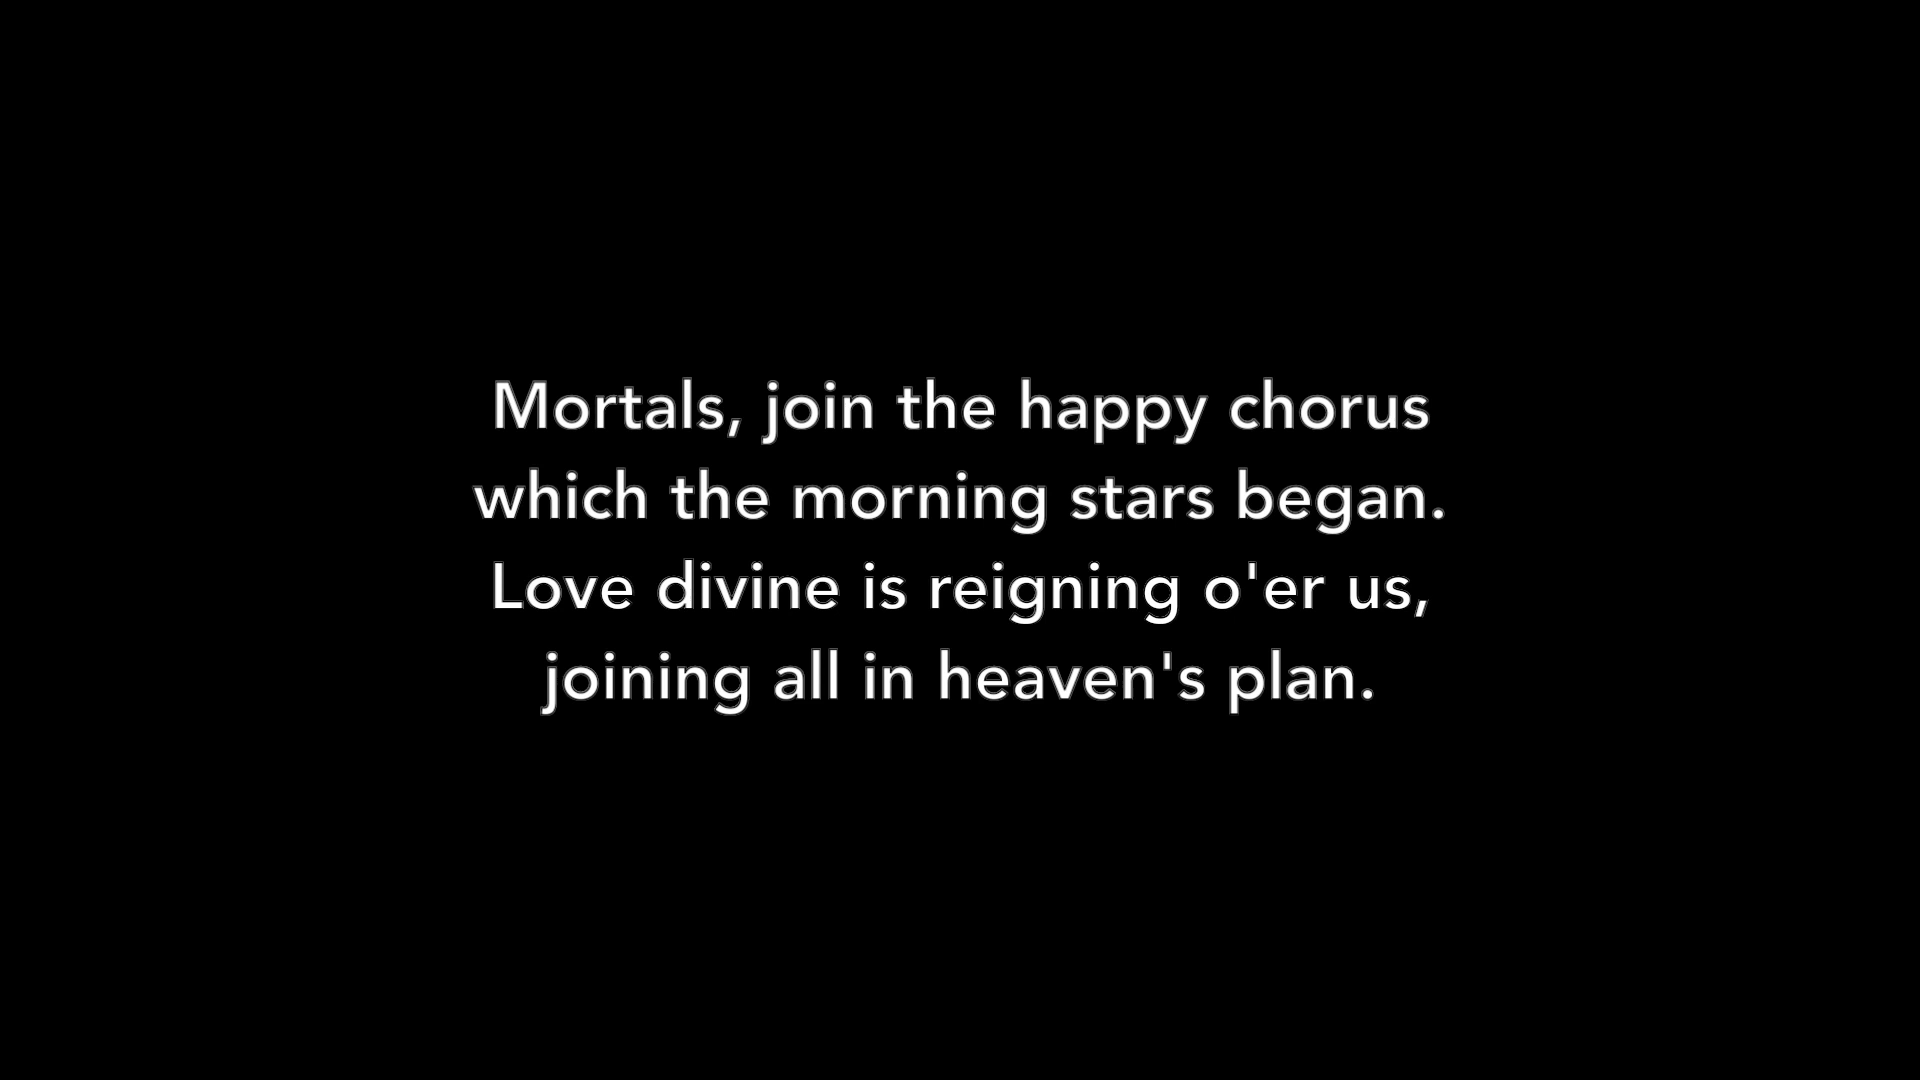 Mortals, join the happy chorus
which the morning stars began.
Love divine is reigning o'er us,
joining all in heaven's plan.